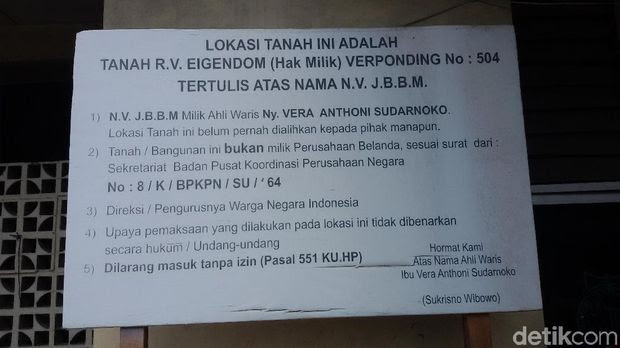 LOKASI TANAH INI ADALAH
TANAH R.V. EIGENDOM (Hak Milik) VERPONDING No : 504
TERTULIS ATAS NAMA N.V. J.B.B.M.
1) N.V. J.B.B.M Milik Ahli Waris Ny. VERA ANTHONI SUDARNOKO.
Lokasi Tanah ini belum pernah dialihkan kepada pihak manapun.
2) Tanah / Bangunan ini bukan milik Perusahaan Belanda, sesuai surat dari :
Sekretariat Badan Pusat Koordinasi Perusahaan Negara
No : 8 / K / BPKPN / SU / ‘ 64
3) Direksi / Pengurusnya Warga Negara Indonesia
4) Upaya pemaksaan yang dilakukan pada lokasi ini tidak dibenarkan
secara hukum / Undang-undang
5) Dilarang masuk tanpa izin (Pasal 551 KU.HP)
Hormat Kami
Atas Nama Ahli Waris
Ibu Vera Anthoni Sudarnoko
(Sukrisno Wibowo)
detikcom